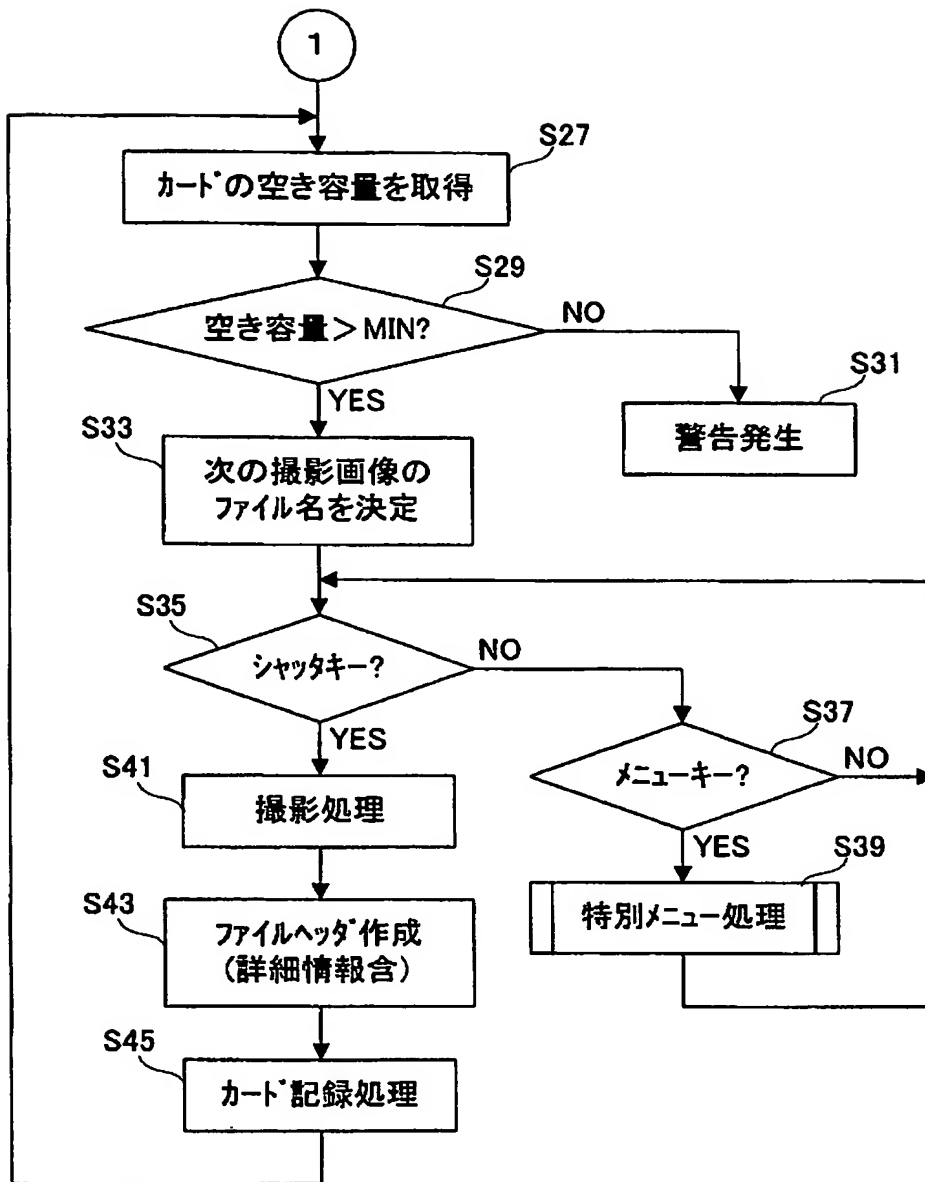 1
S27
カードの空き容量を取得
S29
空き容量＞MIN?
NO
YES
S31
警告発生
S33
次の撮影画像の
ファイル名を決定
S35
シャッタキー?
NO
YES
S37
メニューキー?
NO
YES
S41
撮影処理
S39
特別メニュー処理
S43
ファイルヘッダ作成
(詳細情報含)
S45
カード記録処理